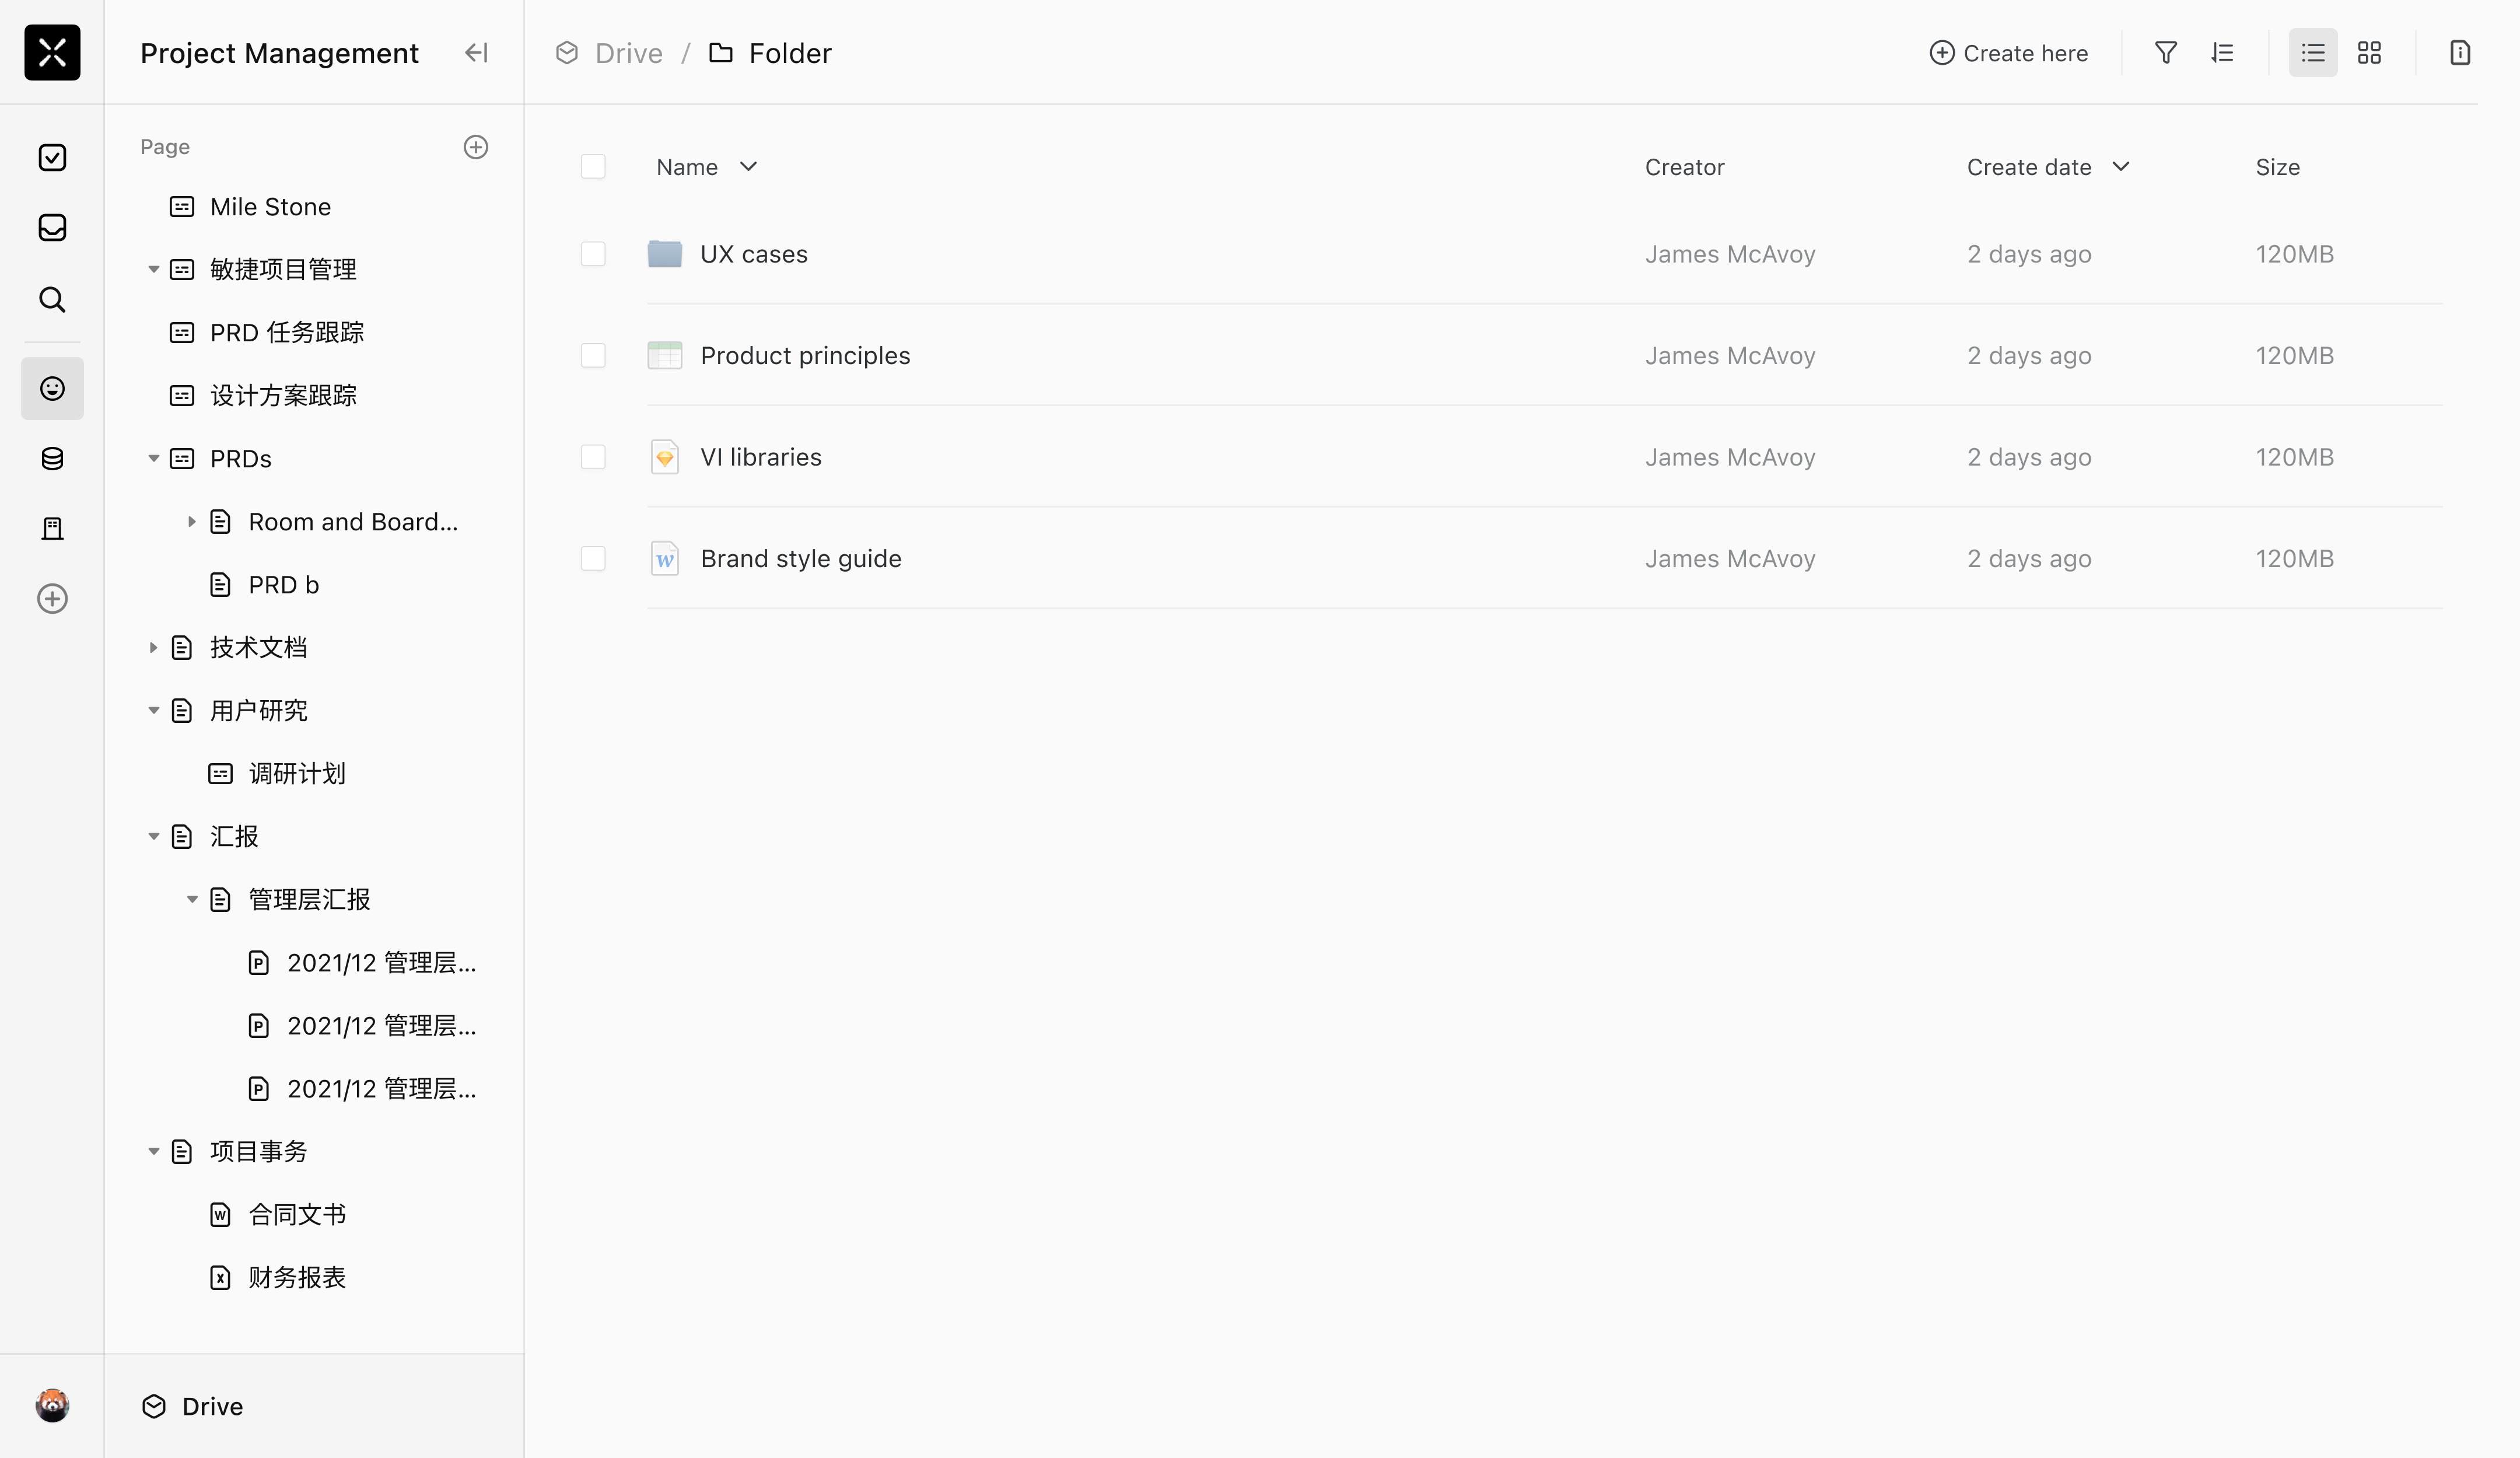 Project Management
Drive / Folder
Create here
Page
Mile Stone
敏捷项目管理
PRD 任务跟踪
设计方案跟踪
PRDs
Room and Board...
PRD b
技术文档
用户研究
调研计划
汇报
管理层汇报
2021/12 管理层...
2021/12 管理层...
2021/12 管理层...
项目事务
合同文书
财务报表
Drive
Name Creator Create date Size
UX cases James McAvoy 2 days ago 120MB
Product principles James McAvoy 2 days ago 120MB
VI libraries James McAvoy 2 days ago 120MB
Brand style guide James McAvoy 2 days ago 120MB